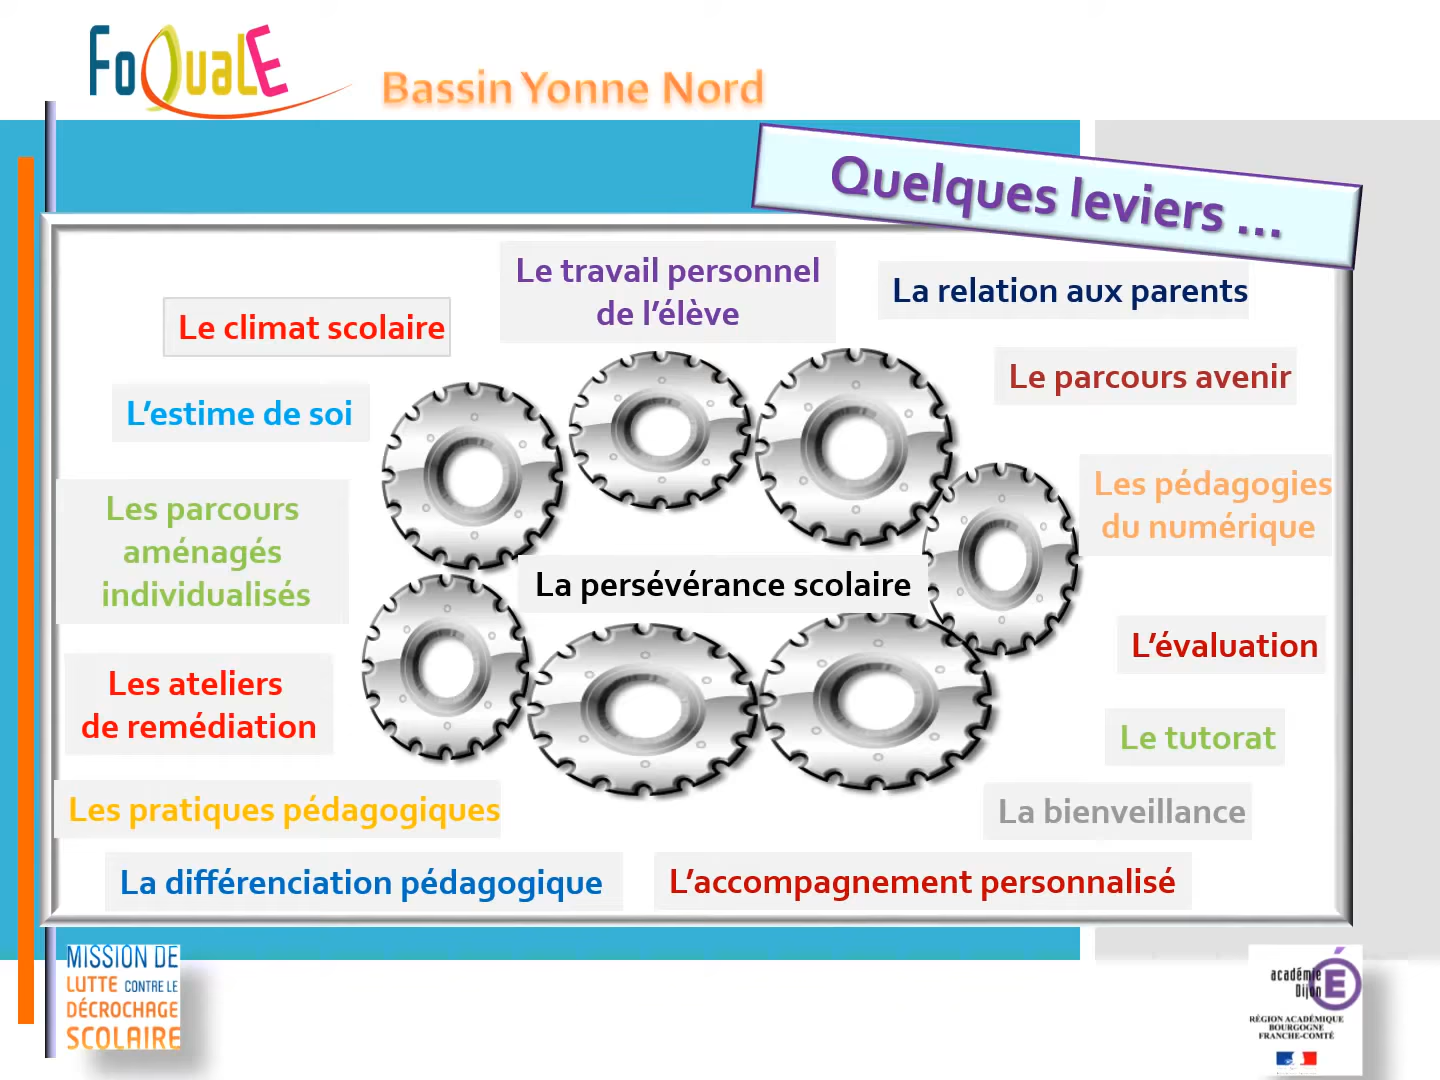 FoQualE
Bassin Yonne Nord
Quelques leviers ...
Le travail personnel
de l’élève
La relation aux parents
Le climat scolaire
Le parcours avenir
L’estime de soi
Les pédagogies
du numérique
Les parcours
aménagés
individualisés
La persévérance scolaire
L’évaluation
Les ateliers
de remédiation
Le tutorat
Les pratiques pédagogiques
La bienveillance
La différenciation pédagogique
L’accompagnement personnalisé
MISSION DE
LUTTE CONTRE LE
DÉCROCHAGE
SCOLAIRE
académie
Dijon
RÉGION ACADÉMIQUE
BOURGOGNE
FRANCHE-COMTÉ